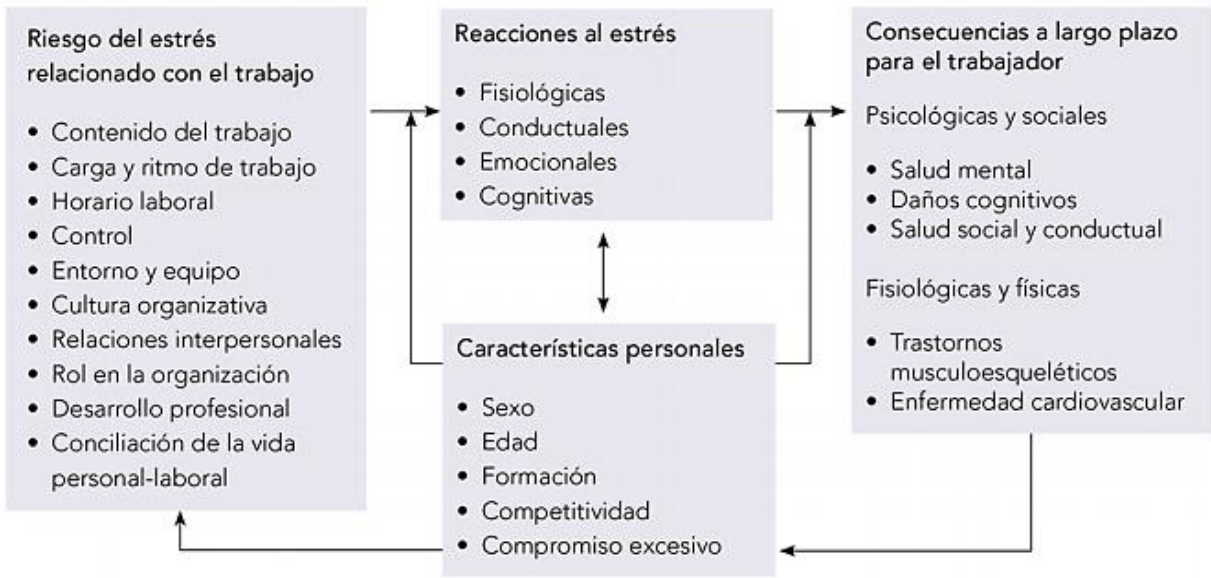 Riesgo del estrés
relacionado con el trabajo
• Contenido del trabajo
• Carga y ritmo de trabajo
• Horario laboral
• Control
• Entorno y equipo
• Cultura organizativa
• Relaciones interpersonales
• Rol en la organización
• Desarrollo profesional
• Conciliación de la vida
personal-laboral
Reacciones al estrés
• Fisiológicas
• Conductuales
• Emocionales
• Cognitivas
Características personales
• Sexo
• Edad
• Formación
• Competitividad
• Compromiso excesivo
Consecuencias a largo plazo
para el trabajador
Psicológicas y sociales
• Salud mental
• Daños cognitivos
• Salud social y conductual
Fisiológicas y físicas
• Trastornos
musculoesqueléticos
• Enfermedad cardiovascular